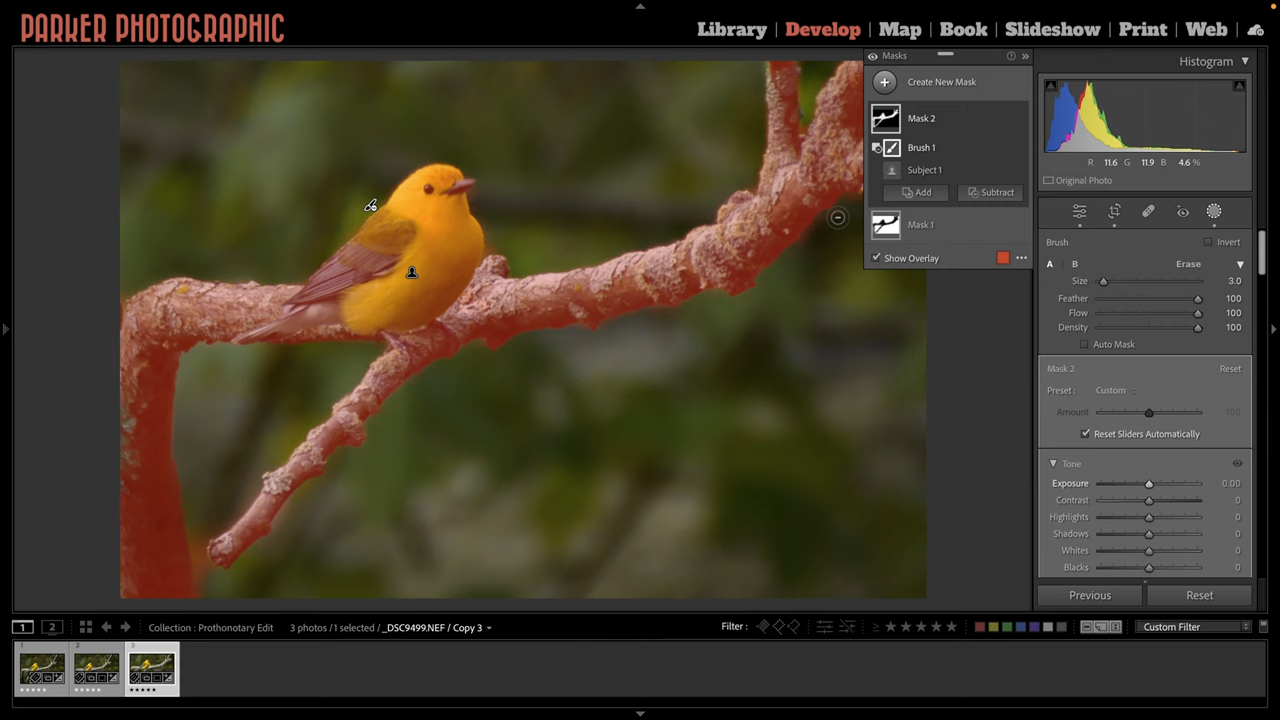 PARKER PHOTOGRAPHIC
Library Develop Map Book Slideshow Print Web
Masks
Create New Mask
Mask 2
Brush 1
Subject 1
Add Subtract
Mask 1
Show Overlay
Histogram
R 11.6 G 11.9 B 4.6 %
Original Photo
Brush Invert
A B Erase
Size 3.0
Feather 100
Flow 100
Density 100
Auto Mask
Mask 2 Reset
Preset : Custom
Amount 100
Reset Sliders Automatically
Tone
Exposure 0.00
Contrast 0
Highlights 0
Shadows 0
Whites 0
Blacks 0
Previous Reset
1 2 Collection : Prothonotary Edit 3 photos /1 selected / _DSC9499.NEF / Copy 3 Filter : Custom Filter
1 2 3